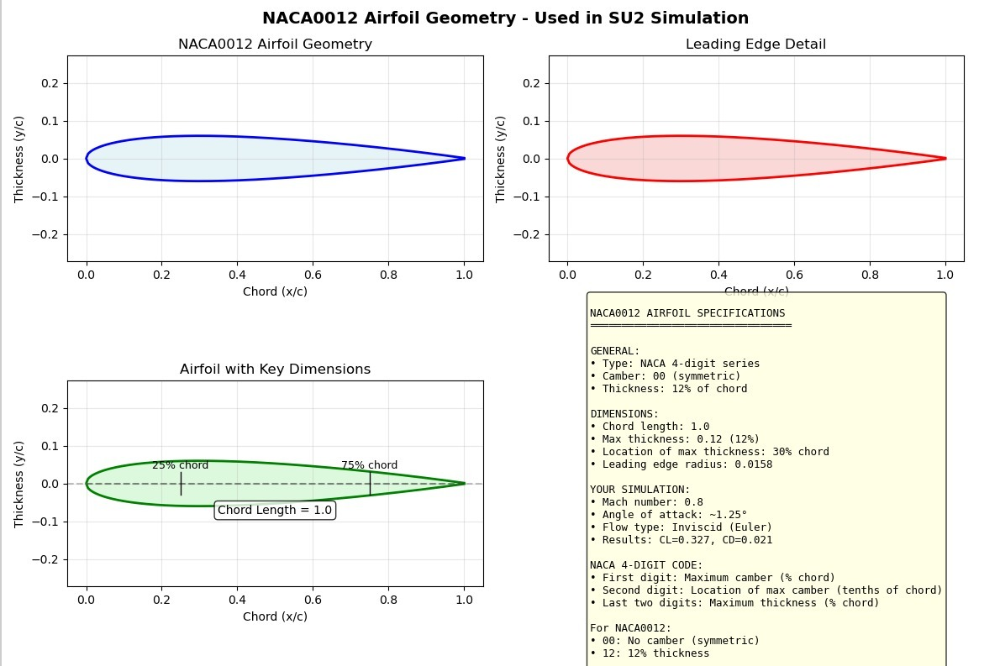 NACA0012 Airfoil Geometry - Used in SU2 Simulation
NACA0012 Airfoil Geometry
Thickness (y/c)
0.2
0.1
0.0
−0.1
−0.2
0.0 0.2 0.4 0.6 0.8 1.0
Chord (x/c)
Leading Edge Detail
Thickness (y/c)
0.2
0.1
0.0
−0.1
−0.2
0.0 0.2 0.4 0.6 0.8 1.0
Chord (x/c)
Airfoil with Key Dimensions
Thickness (y/c)
0.2
0.1
0.0
−0.1
−0.2
25% chord
75% chord
Chord Length = 1.0
0.0 0.2 0.4 0.6 0.8 1.0
Chord (x/c)
NACA0012 AIRFOIL SPECIFICATIONS
════════════════════════════════
GENERAL:
• Type: NACA 4-digit series
• Camber: 00 (symmetric)
• Thickness: 12% of chord
DIMENSIONS:
• Chord length: 1.0
• Max thickness: 0.12 (12%)
• Location of max thickness: 30% chord
• Leading edge radius: 0.0158
YOUR SIMULATION:
• Mach number: 0.8
• Angle of attack: ~1.25°
• Flow type: Inviscid (Euler)
• Results: CL=0.327, CD=0.021
NACA 4-DIGIT CODE:
• First digit: Maximum camber (% chord)
• Second digit: Location of max camber (tenths of chord)
• Last two digits: Maximum thickness (% chord)
For NACA0012:
• 00: No camber (symmetric)
• 12: 12% thickness